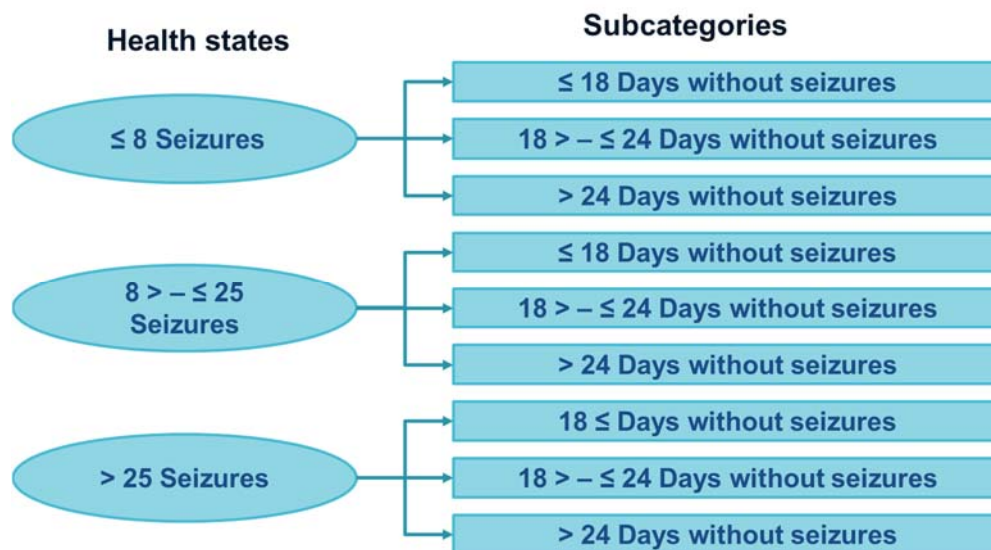 Health states
Subcategories
≤ 8 Seizures
≤ 18 Days without seizures
18 > – ≤ 24 Days without seizures
> 24 Days without seizures
8 > – ≤ 25
Seizures
≤ 18 Days without seizures
18 > – ≤ 24 Days without seizures
> 24 Days without seizures
> 25 Seizures
18 ≤ Days without seizures
18 > – ≤ 24 Days without seizures
> 24 Days without seizures